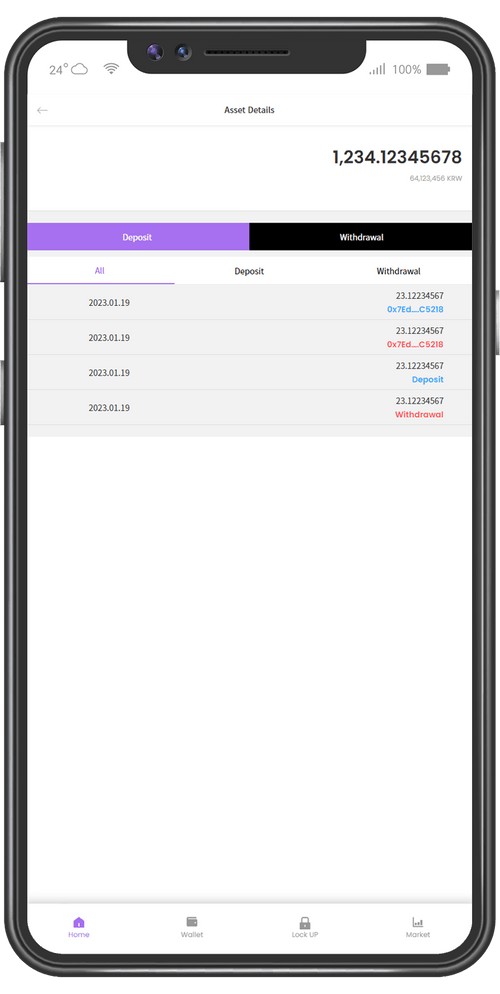 24°
100%
Asset Details
1,234.12345678
64,123,456 KRW
Deposit Withdrawal
All Deposit Withdrawal
2023.01.19 23.12234567
0x7Ed....C5218
2023.01.19 23.12234567
0x7Ed....C5218
2023.01.19 23.12234567
Deposit
2023.01.19 23.12234567
Withdrawal
Home Wallet Lock UP Market